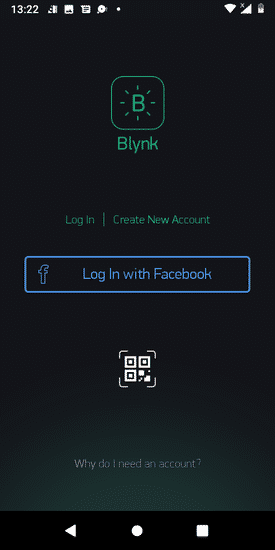 13:22
B
Blynk
Log In | Create New Account
f Log In with Facebook
Why do I need an account?